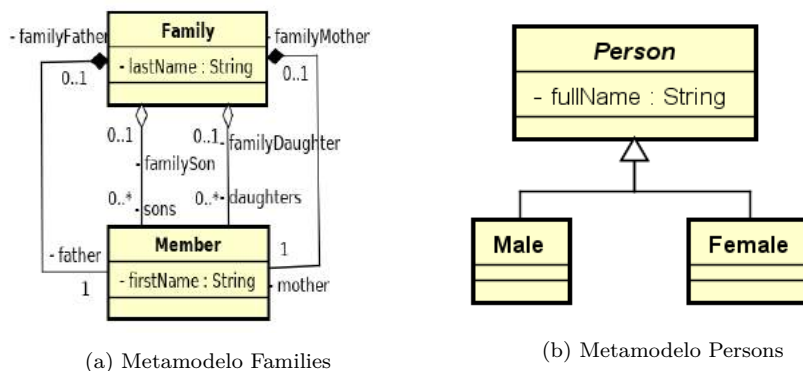 - familyFather
Family
- familyMother
- lastName : String
0..1
0..1
0..1
0..1
- familyDaughter
- familySon
0..*
- sons
0..*
- daughters
Member
- firstName : String
- father
1
1
- mother
(a) Metamodelo Families
Person
- fullName : String
Male
Female
(b) Metamodelo Persons